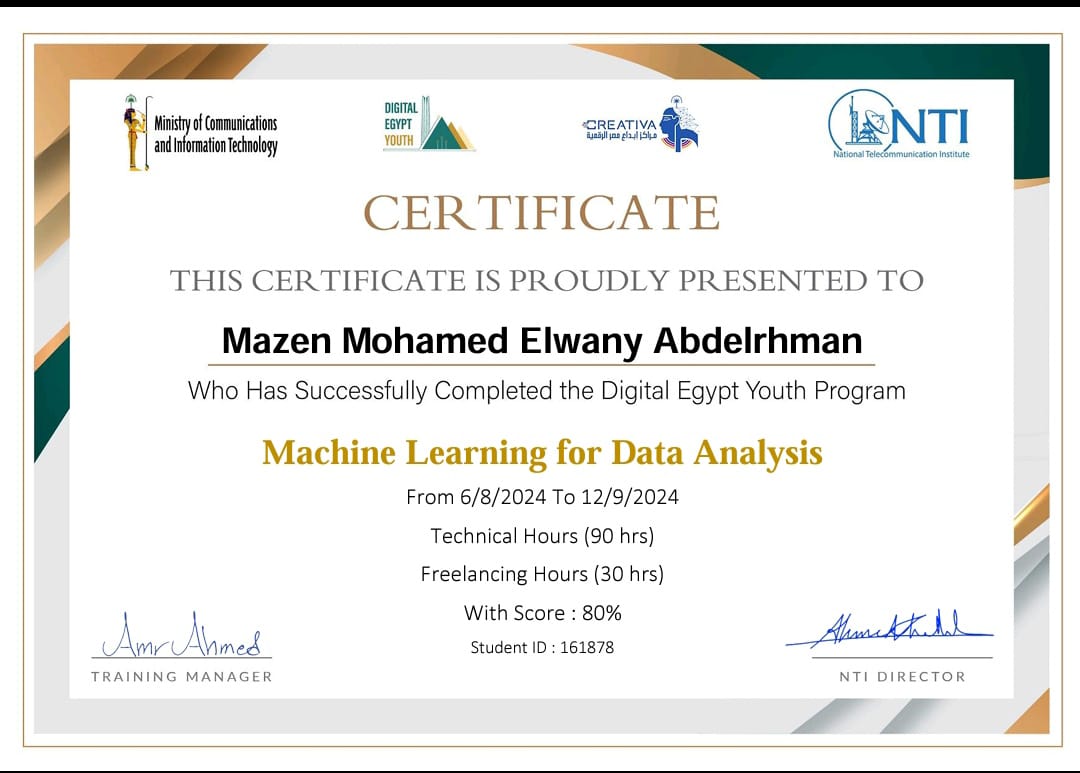 Ministry of Communications
and Information Technology
DIGITAL
EGYPT
YOUTH
CREATIVA
مراكز إبداع مصر الرقمية
NTI
National Telecommunication Institute
CERTIFICATE
THIS CERTIFICATE IS PROUDLY PRESENTED TO
Mazen Mohamed Elwany Abdelrhman
Who Has Successfully Completed the Digital Egypt Youth Program
Machine Learning for Data Analysis
From 6/8/2024 To 12/9/2024
Technical Hours (90 hrs)
Freelancing Hours (30 hrs)
With Score : 80%
Student ID : 161878
Amr Ahmed
TRAINING MANAGER
NTI DIRECTOR